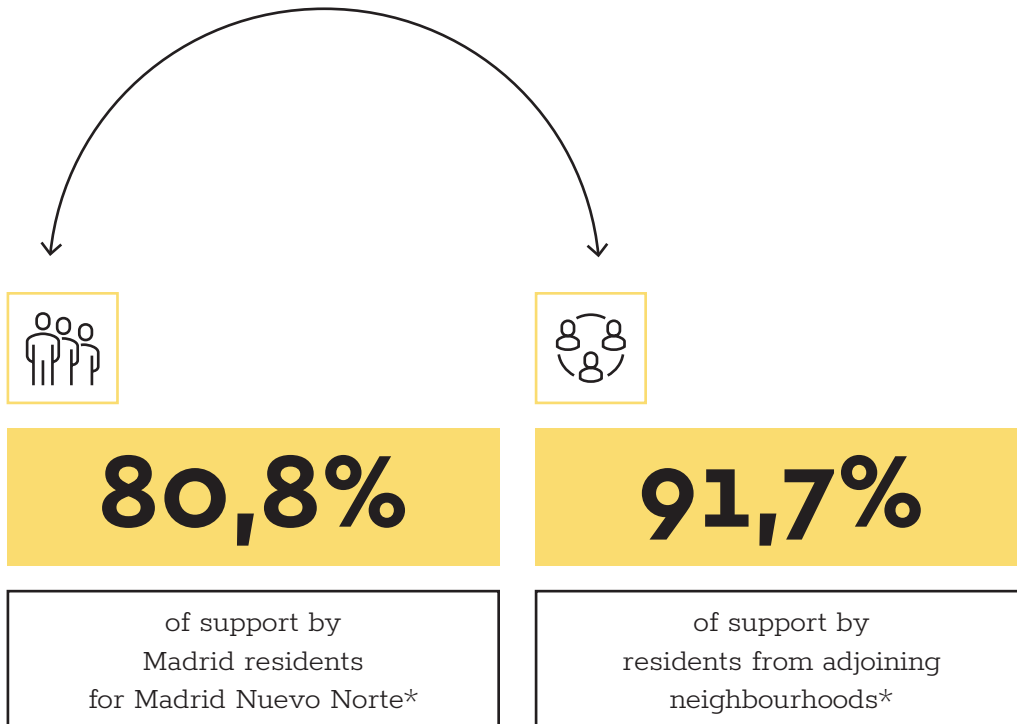 80,8%
of support by
Madrid residents
for Madrid Nuevo Norte*
91,7%
of support by
residents from adjoining
neighbourhoods*